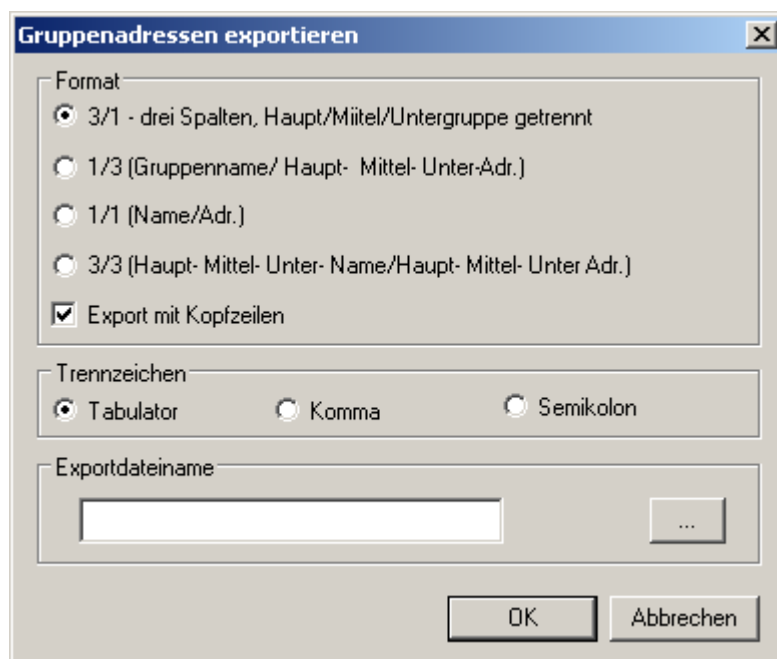 Gruppenadressen exportieren
Format
3/1 - drei Spalten, Haupt/Miitel/Untergruppe getrennt
1/3 (Gruppenname/ Haupt-  Mittel- Unter-Adr.)
1/1 (Name/Adr.)
3/3 (Haupt- Mittel- Unter- Name/Haupt- Mittel- Unter Adr.)
Export mit Kopfzeilen
Trennzeichen
Tabulator Komma Semikolon
Exportdateiname
...
OK Abbrechen